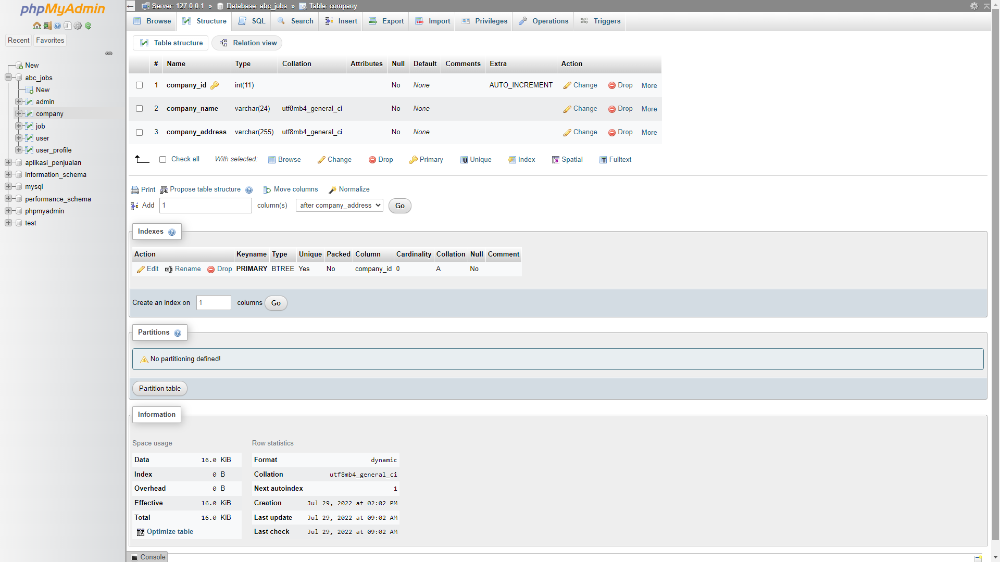 phpMyAdmin
Recent Favorites
New
abc_jobs
New
admin
company
job
user
user_profile
aplikasi_penjualan
information_schema
mysql
performance_schema
phpmyadmin
test
Server: 127.0.0.1 » Database: abc_jobs » Table: company
Browse Structure SQL Search Insert Export Import Privileges Operations Triggers
Table structure Relation view
# Name Type Collation Attributes Null Default Comments Extra Action
1 company_id int(11) No None AUTO_INCREMENT Change Drop More
2 company_name varchar(24) utf8mb4_general_ci No None Change Drop More
3 company_address varchar(255) utf8mb4_general_ci No None Change Drop More
Check all With selected: Browse Change Drop Primary Unique Index Spatial Fulltext
Print Propose table structure Move columns Normalize
Add 1 column(s) after company_address Go
Indexes
Action Keyname Type Unique Packed Column Cardinality Collation Null Comment
Edit Rename Drop PRIMARY BTREE Yes No company_id 0 A No
Create an index on 1 columns Go
Partitions
No partitioning defined!
Partition table
Information
Space usage
Data 16.0 KiB
Index 0 B
Overhead 0 B
Effective 16.0 KiB
Total 16.0 KiB
Optimize table
Row statistics
Format dynamic
Collation utf8mb4_general_ci
Next autoindex 1
Creation Jul 29, 2022 at 02:02 PM
Last update Jul 29, 2022 at 09:02 AM
Last check Jul 29, 2022 at 09:02 AM
Console